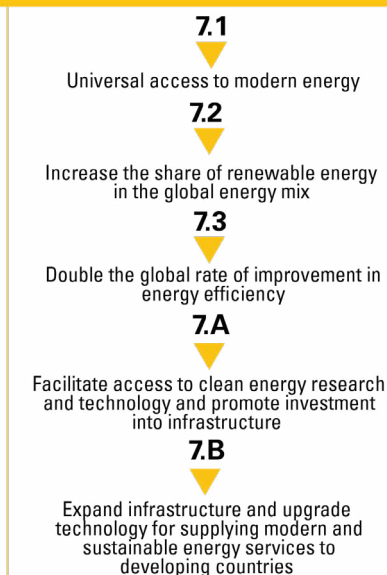 7.1
Universal access to modern energy
7.2
Increase the share of renewable energy
in the global energy mix
7.3
Double the global rate of improvement in
energy efficiency
7.A
Facilitate access to clean energy research
and technology and promote investment
into infrastructure
7.B
Expand infrastructure and upgrade
technology for supplying modern and
sustainable energy services to
developing countries